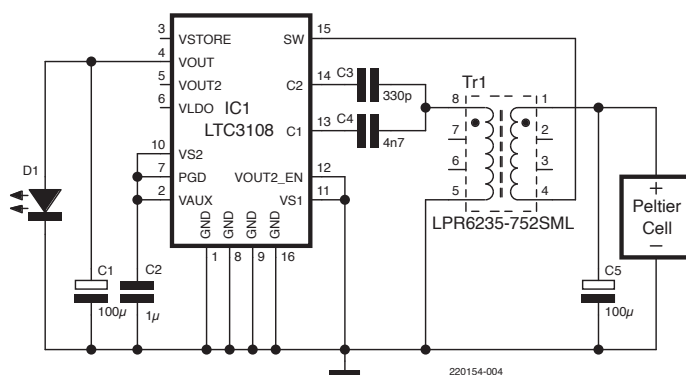 3 VSTORE
4 VOUT
5 VOUT2
6 VLDO
10 VS2
7 PGD
2 VAUX
IC1
LTC3108
SW 15
C2 14
C1 13
VOUT2_EN 12
VS1 11
GND GND GND GND
1 8 9 16
C3
330p
C4
4n7
Tr1
8 1
7 2
6 3
5 4
LPR6235-752SML
+
Peltier
Cell
–
D1
C1
100µ
C2
1µ
C5
100µ
220154-004